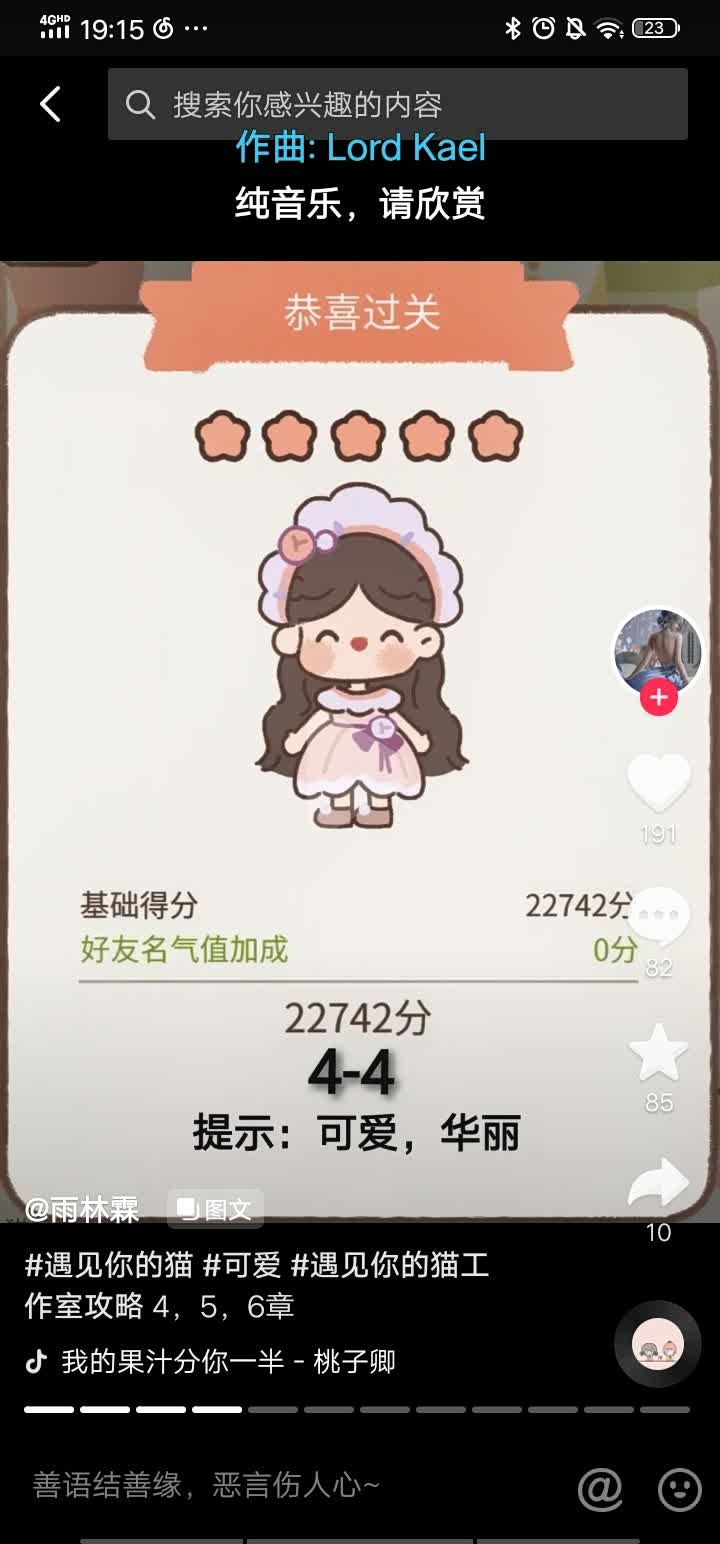 4GHD 19:15 ··· 23
搜索你感兴趣的内容
作曲: Lord Kael
纯音乐，请欣赏
恭喜过关
基础得分 22742分
好友名气值加成 0分
22742分
4-4
提示：可爱，华丽
191
82
85
10
@雨林霖 图文
#遇见你的猫 #可爱 #遇见你的猫工
作室攻略 4，5，6章
我的果汁分你一半 - 桃子卿
善语结善缘，恶言伤人心~